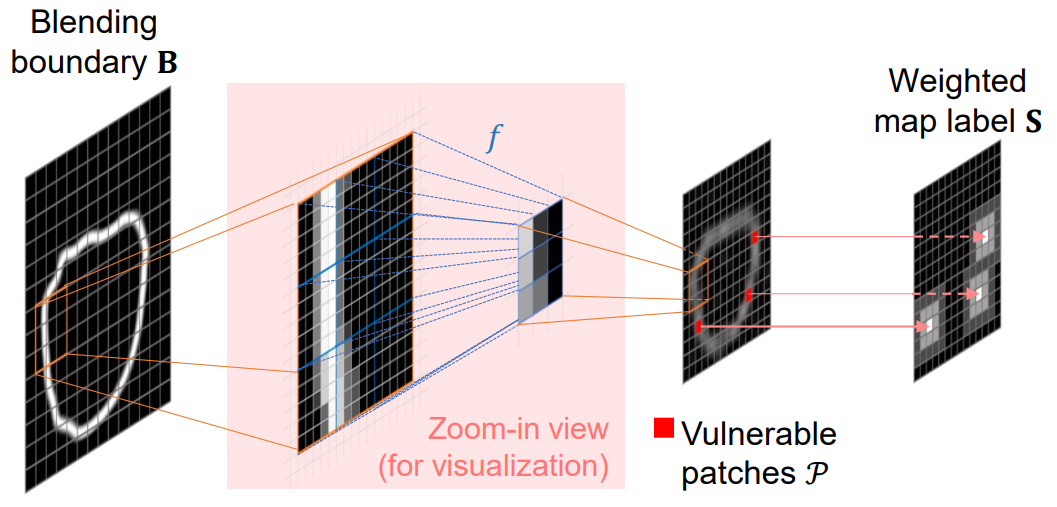 Blending
boundary B
f
Weighted
map label S
Zoom-in view
(for visualization)
Vulnerable
patches 𝒫